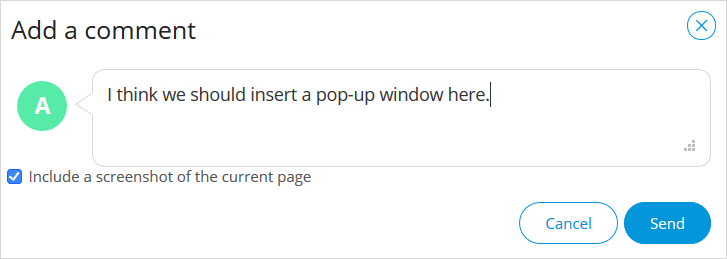 Add a comment
A
I think we should insert a pop-up window here.
Include a screenshot of the current page
Cancel
Send